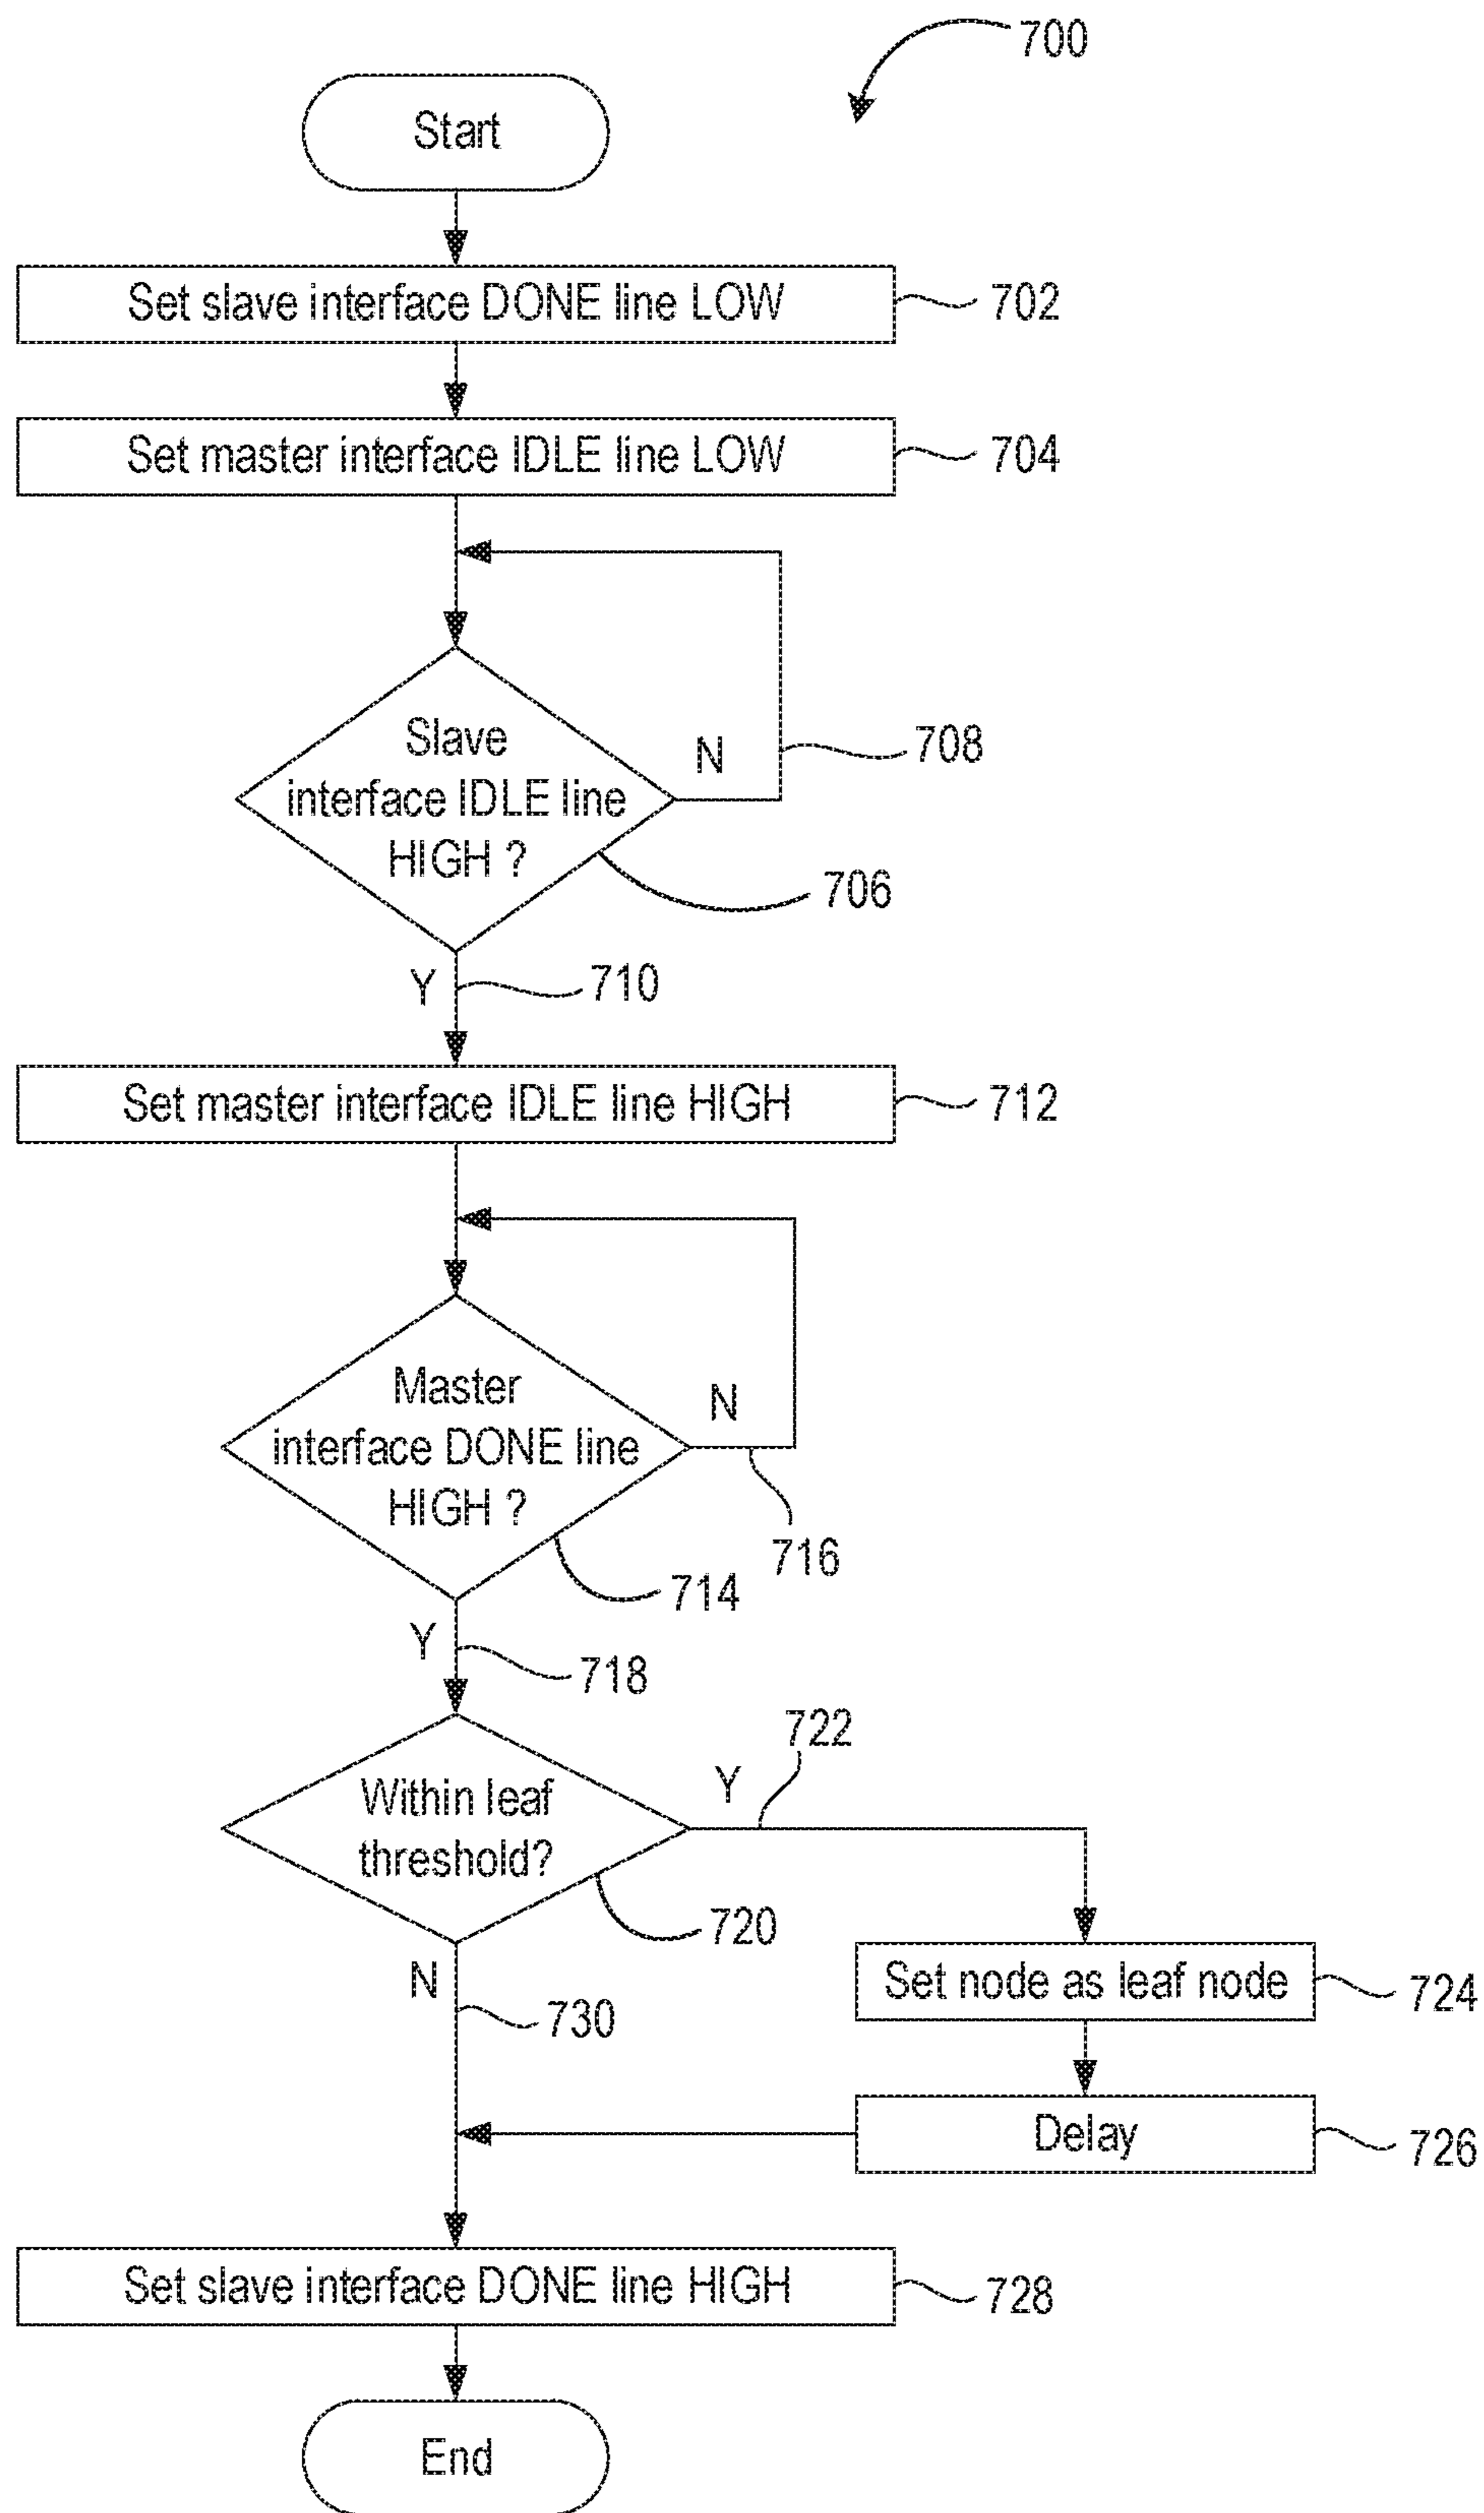 700
Start
Set slave interface DONE line LOW
702
Set master interface IDLE line LOW
704
Slave
interface IDLE line
HIGH ?
N
708
706
Y
710
Set master interface IDLE line HIGH
712
Master
interface DONE line
HIGH ?
N
716
714
Y
718
Within leaf
threshold?
Y
722
720
N
730
Set node as leaf node
724
Delay
726
Set slave interface DONE line HIGH
728
End